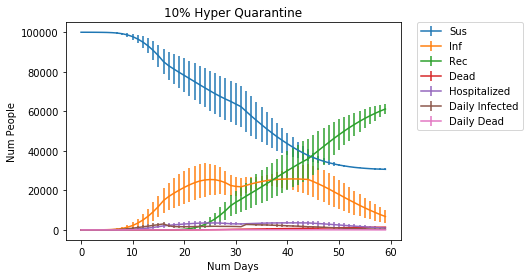 10% Hyper Quarantine
Num People
100000
80000
60000
40000
20000
0
0 10 20 30 40 50 60
Num Days
Sus
Inf
Rec
Dead
Hospitalized
Daily Infected
Daily Dead